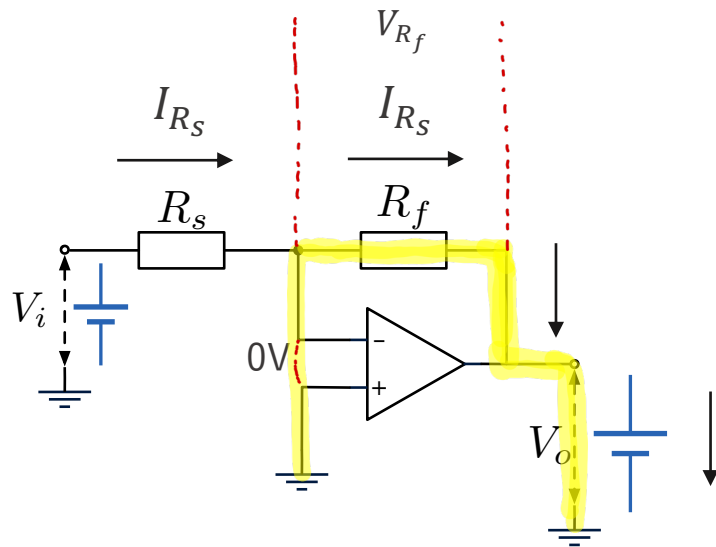 V_{R_f}
I_{R_s}
I_{R_s}
R_s
R_f
V_i
0V
−
+
V_o